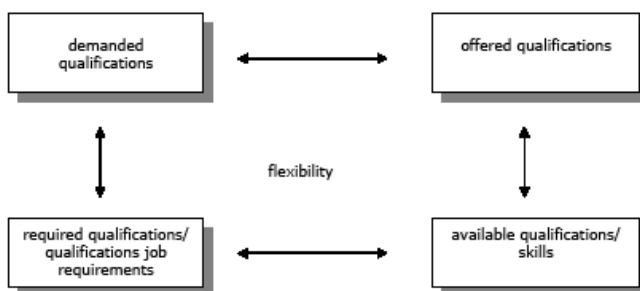 demanded
qualifications
offered qualifications
flexibility
required qualifications/
qualifications job
requirements
available qualifications/
skills